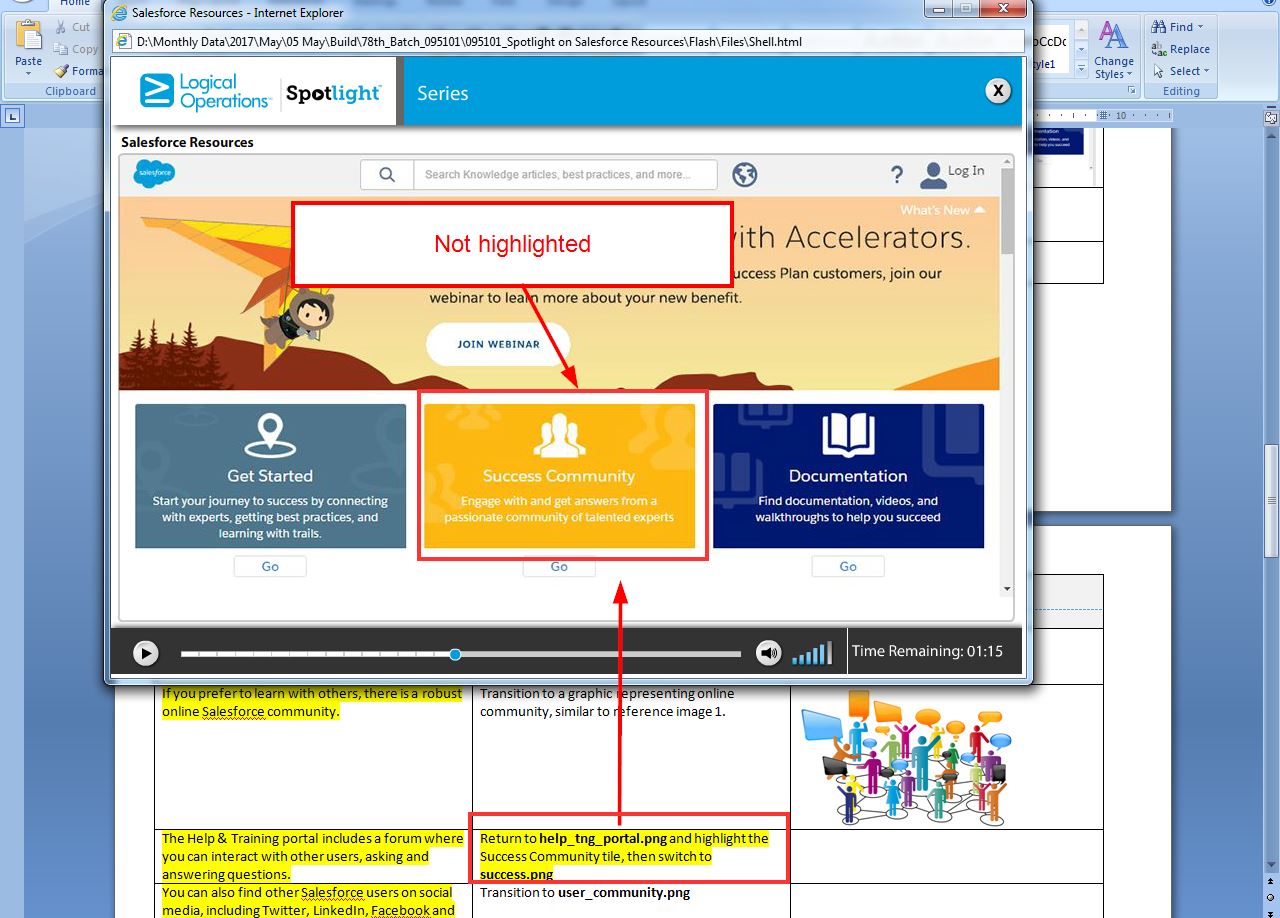 Home
Salesforce Resources - Internet Explorer
Cut
Copy
Forma
Paste
Clipboard
D:\Monthly Data\2017\May\05 May\Build\78th_Batch_095101\095101_Spotlight on Salesforce Resources\Flash\Files\Shell.html
Find
Replace
Select
Editing
Change
Styles
Logical
Operations
Spotlight
Series
X
10
Salesforce Resources
salesforce
Search Knowledge articles, best practices, and more...
?
Log In
What's New
Not highlighted
with Accelerators.
uccess Plan customers, join our
webinar to learn more about your new benefit.
JOIN WEBINAR
Get Started
Start your journey to success by connecting
with experts, getting best practices, and
learning with trails.
Go
Success Community
Engage with and get answers from a
passionate community of talented experts
Go
Documentation
Find documentation, videos, and
walkthroughs to help you succeed
Go
Time Remaining: 01:15
If you prefer to learn with others, there is a robust
online Salesforce community.
Transition to a graphic representing online
community, similar to reference image 1.
The Help & Training portal includes a forum where
you can interact with other users, asking and
answering questions.
Return to help_tng_portal.png and highlight the
Success Community tile, then switch to
success.png
You can also find other Salesforce users on social
media, including Twitter, LinkedIn, Facebook and
Transition to user_community.png